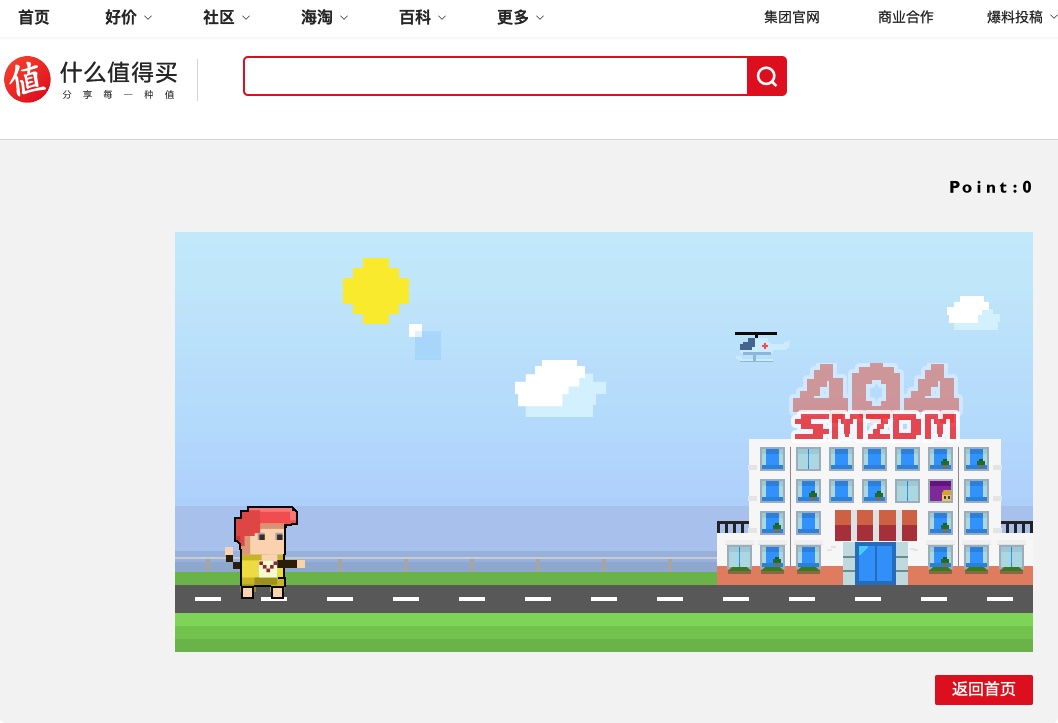 首页 好价 社区 海淘 百科 更多 集团官网 商业合作 爆料投稿
值 什么值得买
分享每一种值
Point:0
404
SMZDM
返回首页